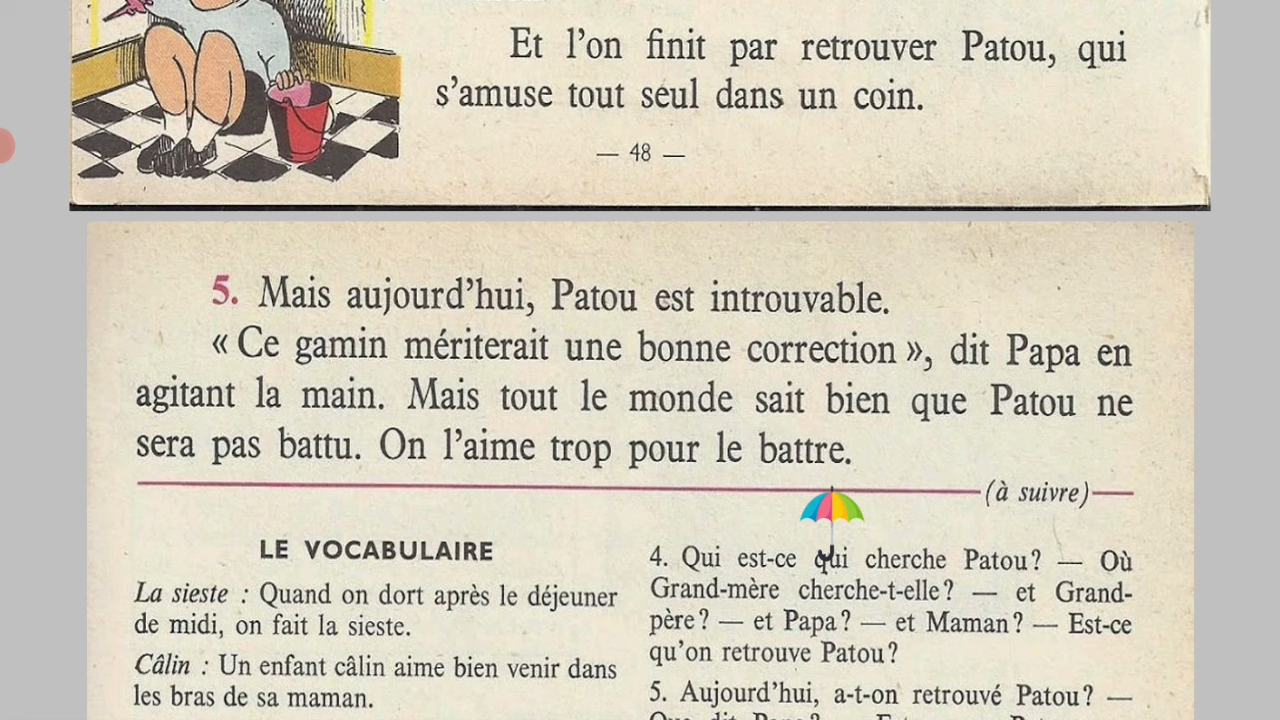 Et l'on finit par retrouver Patou, qui
s'amuse tout seul dans un coin.
— 48 —
5. Mais aujourd'hui, Patou est introuvable.
« Ce gamin mériterait une bonne correction », dit Papa en
agitant la main. Mais tout le monde sait bien que Patou ne
sera pas battu. On l'aime trop pour le battre.
(à suivre)
LE VOCABULAIRE
La sieste : Quand on dort après le déjeuner
de midi, on fait la sieste.
Câlin : Un enfant câlin aime bien venir dans
les bras de sa maman.
4. Qui est-ce qui cherche Patou ? — Où
Grand-mère cherche-t-elle ? — et Grand-
père ? — et Papa ? — et Maman ? — Est-ce
qu'on retrouve Patou ?
5. Aujourd'hui, a-t-on retrouvé Patou ? —